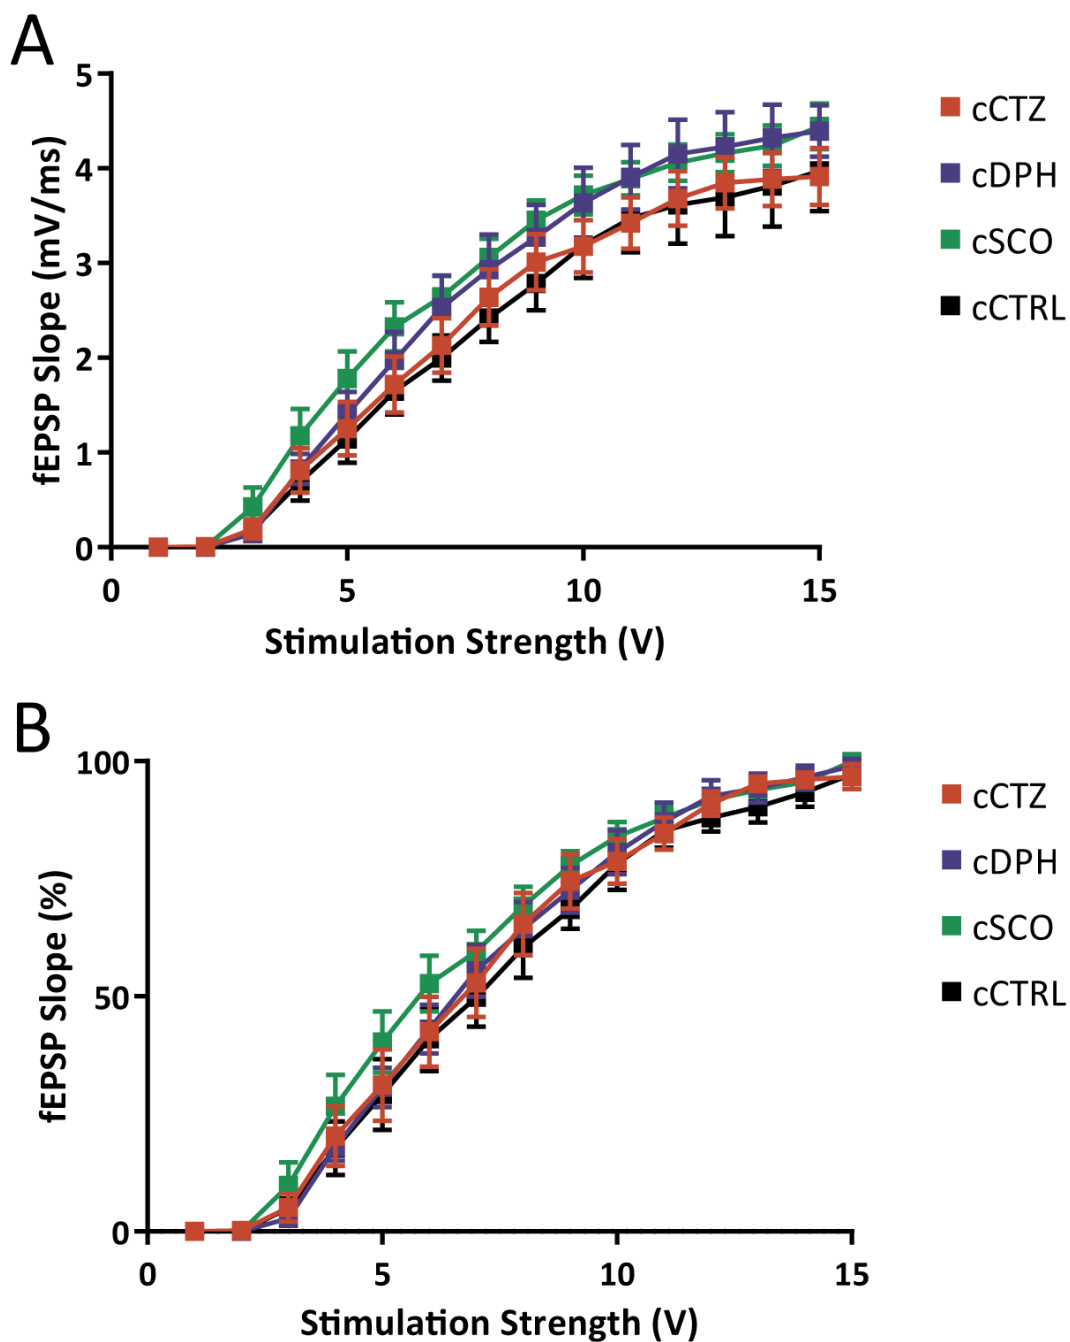 A
5
4
3
2
1
0
fEPSP Slope (mV/ms)
0 5 10 15
Stimulation Strength (V)
cCTZ
cDPH
cSCO
cCTRL
B
100
50
0
fEPSP Slope (%)
0 5 10 15
Stimulation Strength (V)
cCTZ
cDPH
cSCO
cCTRL